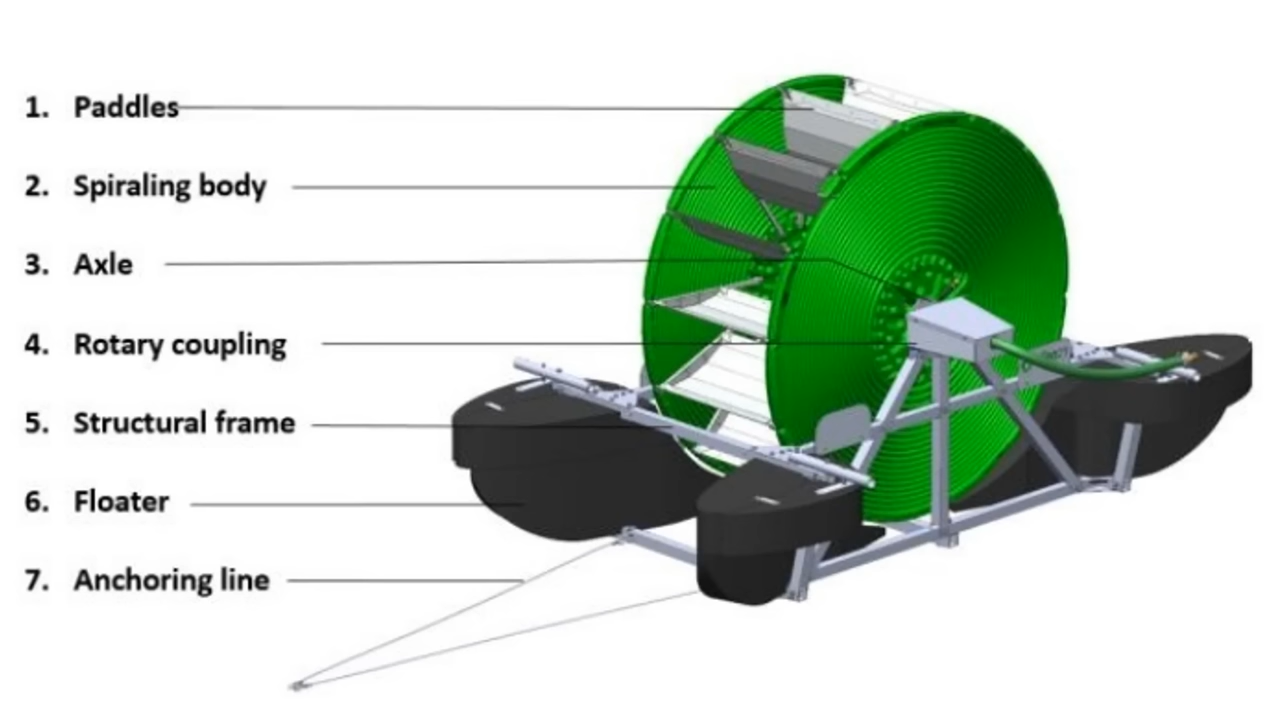 1. Paddles
2. Spiraling body
3. Axle
4. Rotary coupling
5. Structural frame
6. Floater
7. Anchoring line